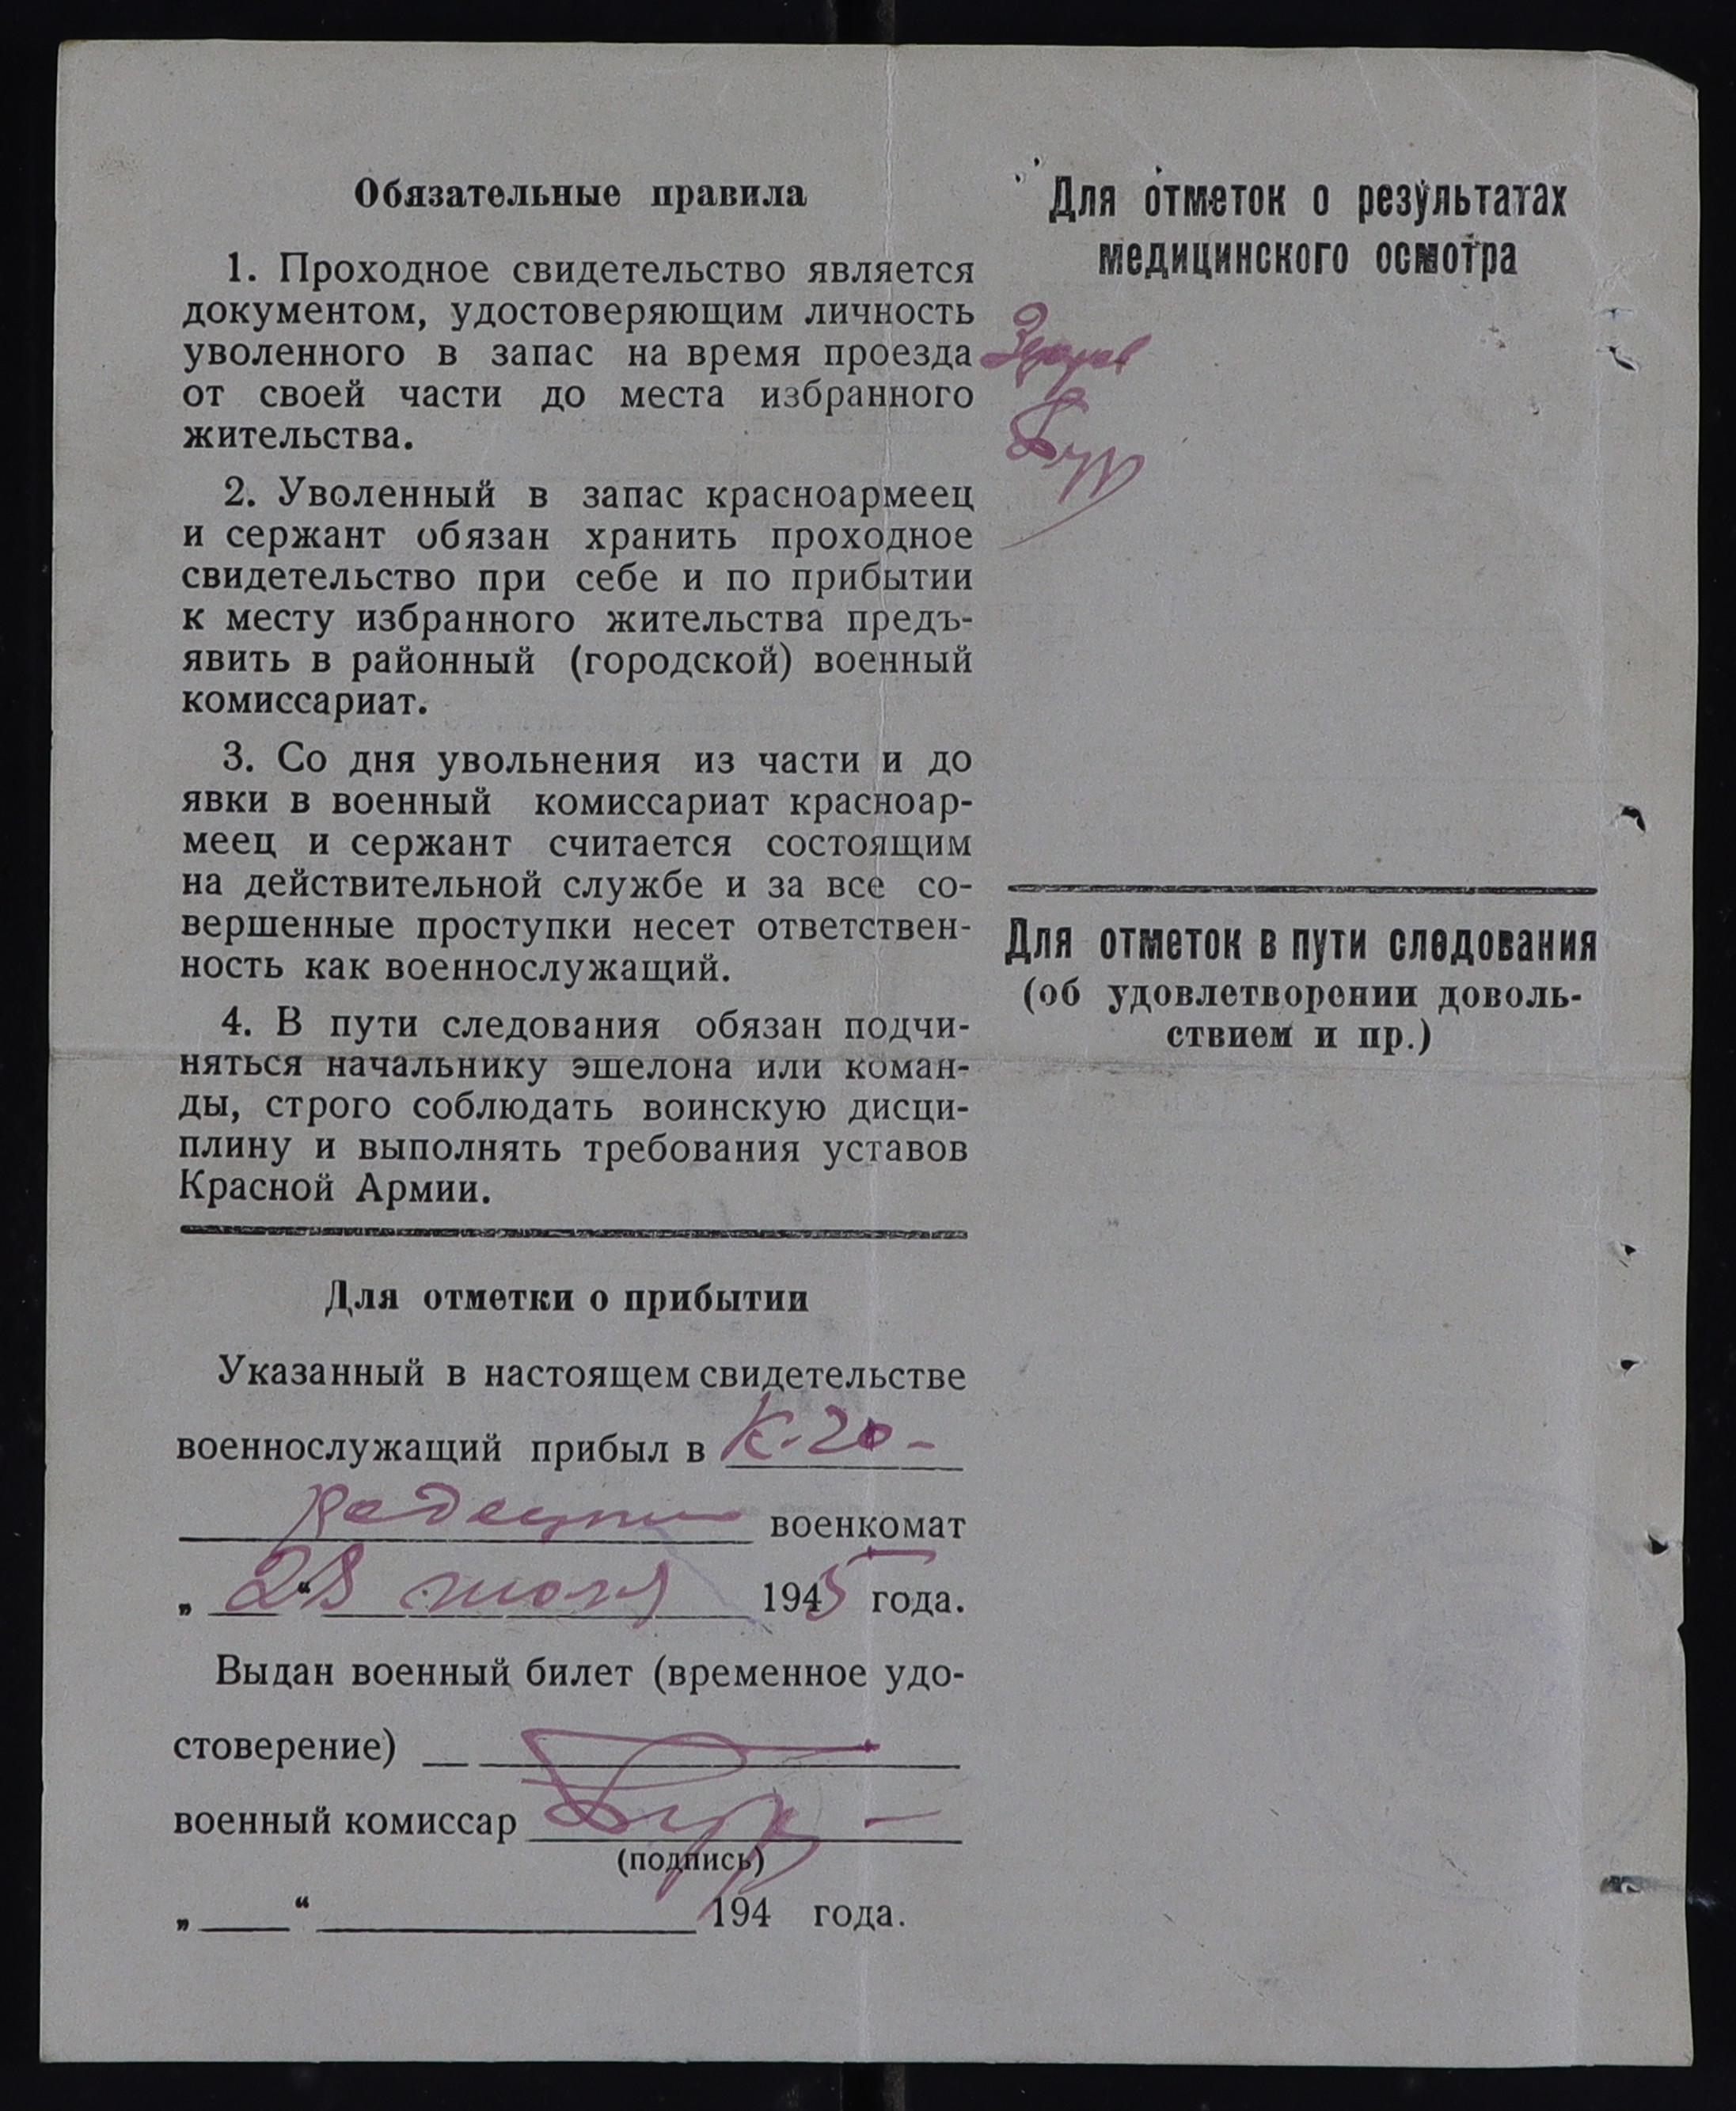 Обязательные правила
1. Проходное свидетельство является
документом, удостоверяющим личность
уволенного в запас на время проезда
от своей части до места избранного
жительства.
2. Уволенный в запас красноармеец
и сержант обязан хранить проходное
свидетельство при себе и по прибытии
к месту избранного жительства предъ-
явить в районный (городской) военный
комиссариат.
3. Со дня увольнения из части и до
явки в военный комиссариат красноар-
меец и сержант считается состоящим
на действительной службе и за все со-
вершенные проступки несет ответствен-
ность как военнослужащий.
4. В пути следования обязан подчи-
няться начальнику эшелона или коман-
ды, строго соблюдать воинскую дисци-
плину и выполнять требования уставов
Красной Армии.
Для отметки о прибытии
Указанный в настоящем свидетельстве
военнослужащий прибыл в
военкомат
„ 28 “ июля 1945 года.
Выдан военный билет (временное удо-
стоверение)
военный комиссар
(подпись)
„ “ 194 года.
Для отметок о результатах
медицинского осмотра
Здоров
Для отметок в пути следования
(об удовлетворении доволь-
ствием и пр.)